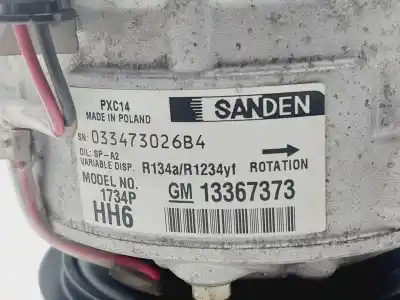 PXC14
MADE IN POLAND
SANDEN
SN: 033473026B4
OIL: SP-A2
VARIABLE DISP. R134a/R1234yf ROTATION
MODEL NO.
1734P
GM 13367373
HH6